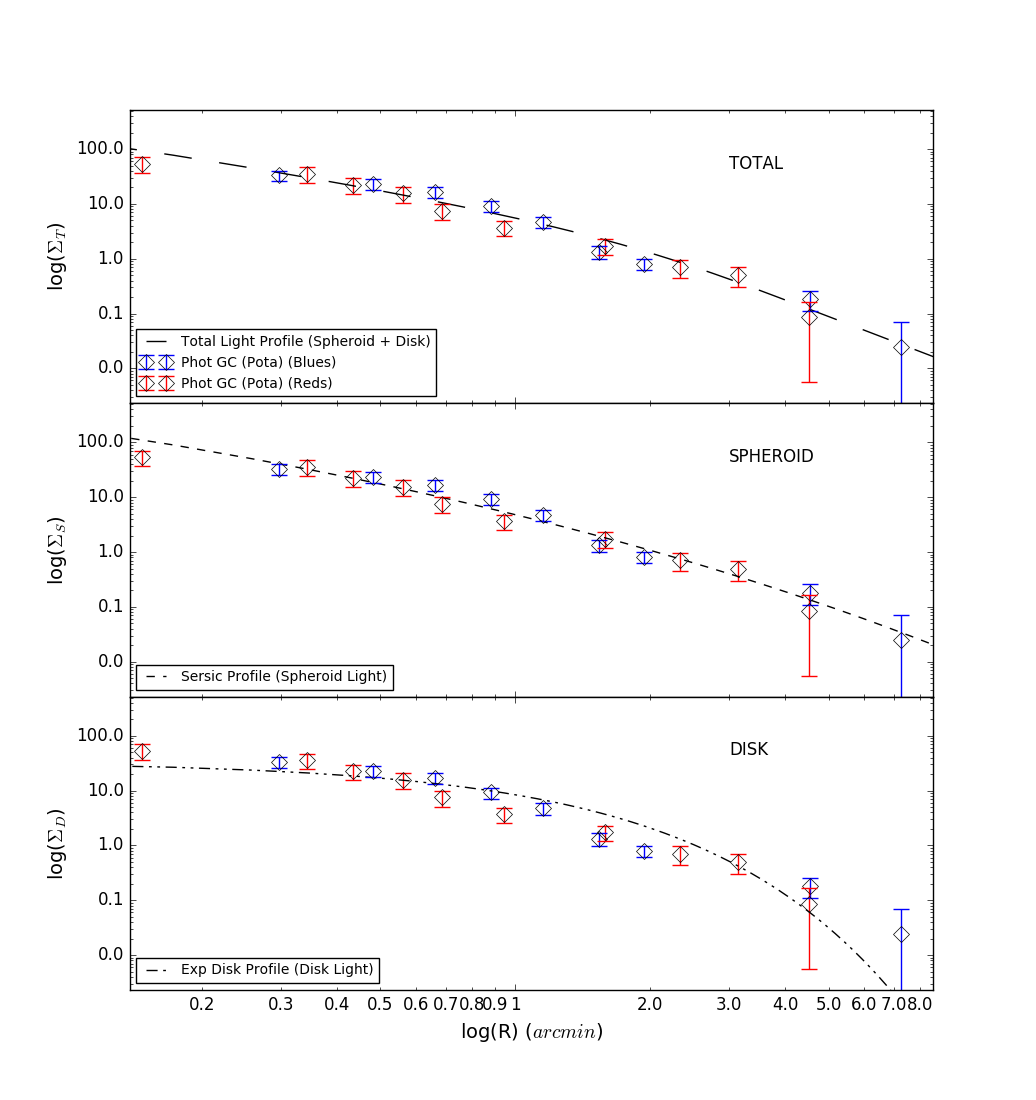 TOTAL
log(Σ_T)
100.0
10.0
1.0
0.1
0.0
Total Light Profile (Spheroid + Disk)
Phot GC (Pota) (Blues)
Phot GC (Pota) (Reds)
SPHEROID
log(Σ_S)
100.0
10.0
1.0
0.1
0.0
Sersic Profile (Spheroid Light)
DISK
log(Σ_D)
100.0
10.0
1.0
0.1
0.0
Exp Disk Profile (Disk Light)
0.2 0.3 0.4 0.5 0.6 0.7 0.8 0.9 1 2.0 3.0 4.0 5.0 6.0 7.0 8.0
log(R) (arcmin)